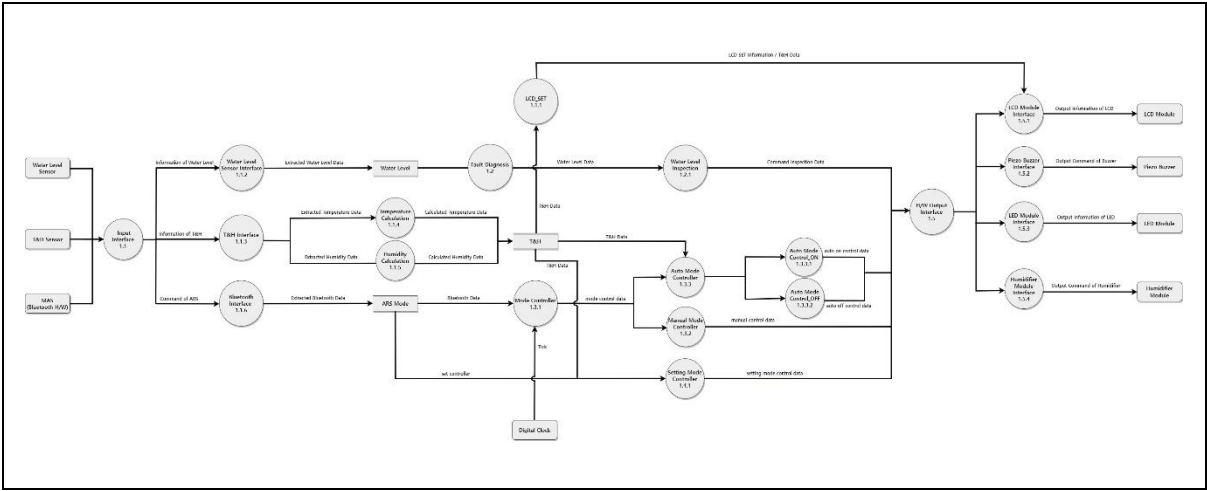 LCD SET Information / T&H Data
LCD_SET
1.1.1
LCD Module
Interface
1.5.1
Output Information of LCD
LCD Module
Water Level
Sensor
Information of Water Level
Water Level
Sensor Interface
1.1.2
Extracted Water Level Data
Water Level
Fault Diagnosis
1.2
Water Level Data
Water Level
Inspection
1.2.1
Command Inspection Data
Piezo Buzzer
Interface
1.5.2
Output Command of Buzzer
Piezo Buzzer
H/W Output
Interface
1.5
T&H Data
Extracted Temperature Data
Temperature
Calculation
1.1.4
Calculated Temperature Data
T&H Sensor
Input
Interface
1.1
Information of T&H
T&H Interface
1.1.3
T&H
T&H Data
LED Module
Interface
1.5.3
Output Information of LED
LED Module
Extracted Humidity Data
Humidity
Calculation
1.1.5
Calculated Humidity Data
T&H Data
Auto Mode
Controller
1.3.3
Auto Mode
Control_ON
1.3.3.1
auto on control data
Auto Mode
Control_OFF
1.3.3.2
auto off control data
(Bluetooth H/W)
Command of ARS
Bluetooth
Interface
1.1.6
Extracted Bluetooth Data
ARS Mode
Bluetooth Data
Mode Controller
1.3.1
mode control data
Humidifier
Module
Interface
1.5.4
Output Command of Humidifier
Humidifier
Module
Manual Mode
Controller
1.3.2
manual control data
Tick
set controller
Setting Mode
Controller
1.4.1
setting mode control data
Digital Clock